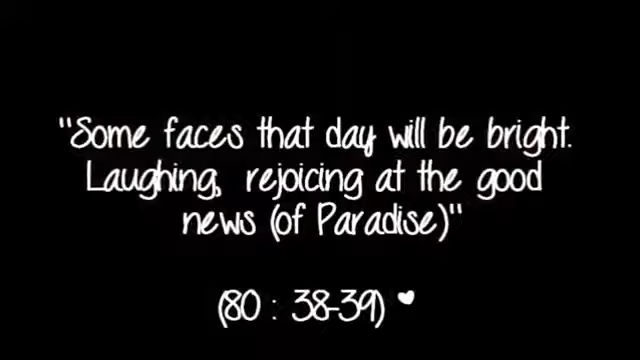 "Some faces that day will be bright.
Laughing, rejoicing at the good
news (of Paradise)"
(80 : 38-39) ♥